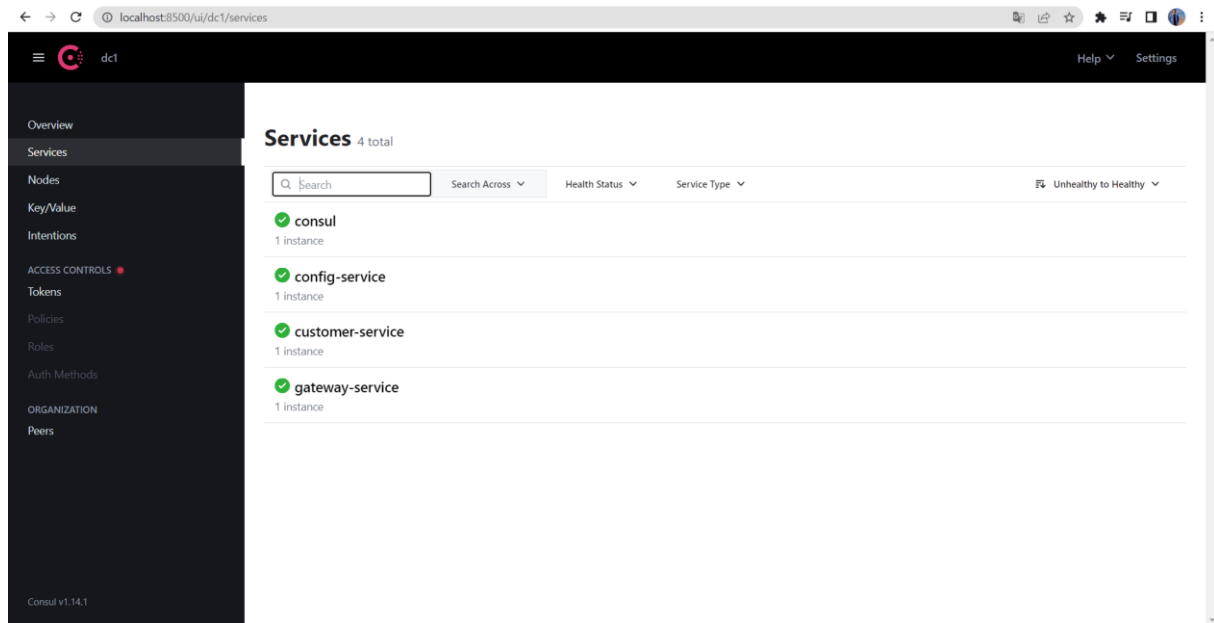 localhost:8500/ui/dc1/services
dc1
Help
Settings
Overview
Services
Nodes
Key/Value
Intentions
ACCESS CONTROLS
Tokens
Policies
Roles
Auth Methods
ORGANIZATION
Peers
Consul v1.14.1
Services 4 total
Search
Search Across
Health Status
Service Type
Unhealthy to Healthy
consul
1 instance
config-service
1 instance
customer-service
1 instance
gateway-service
1 instance